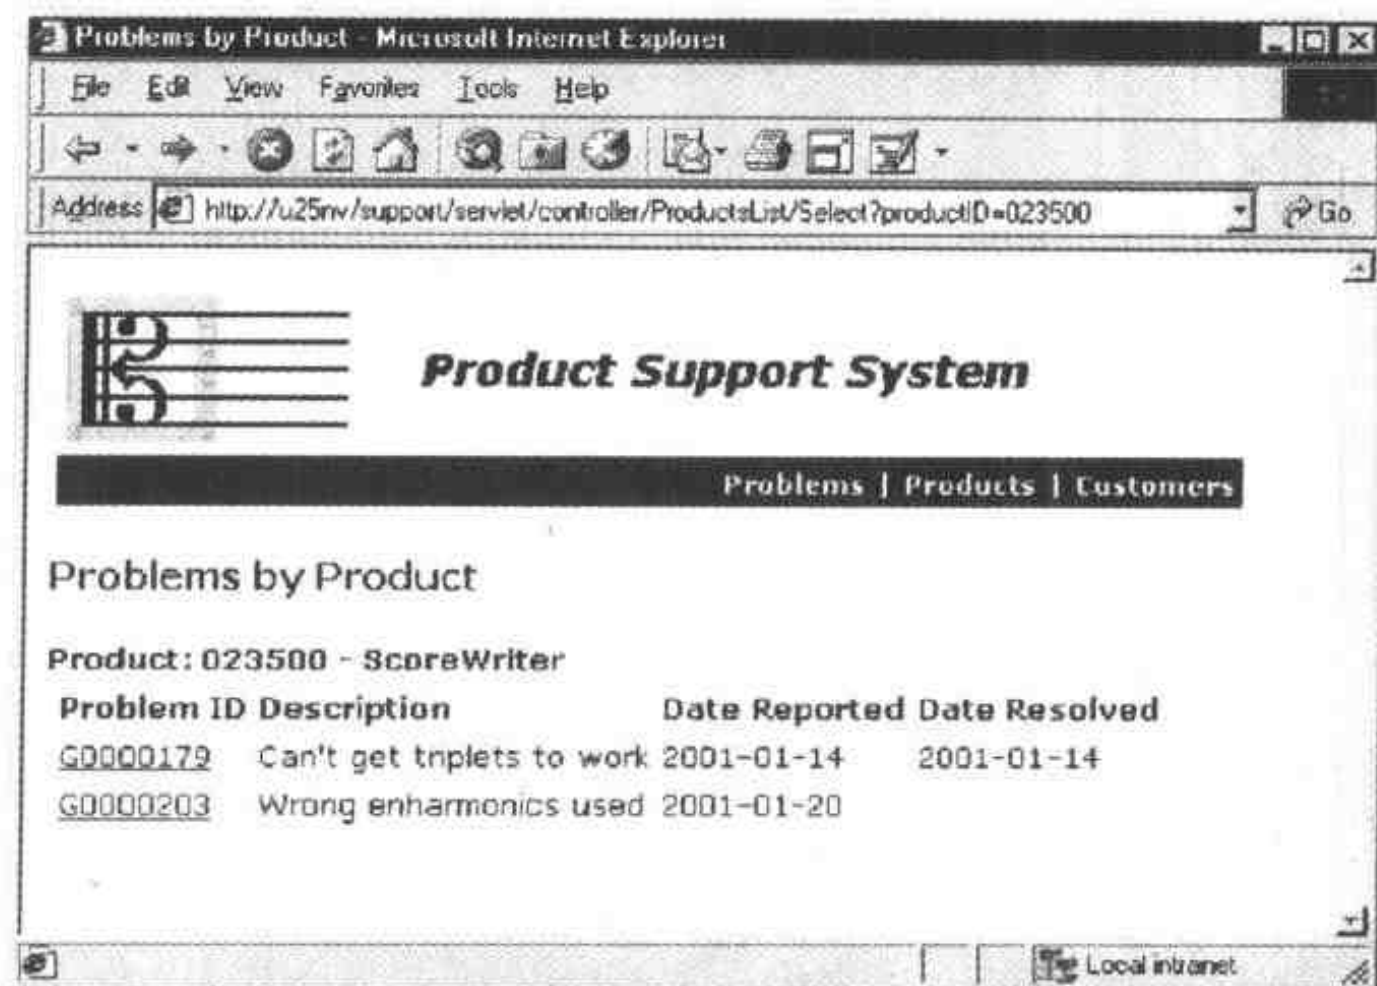 Problems by Product - Microsoft Internet Explorer
File Edit View Favorites Tools Help
Address http://u25nv/support/servlet/controller/ProductsList/Select?productID=023500 Go
Product Support System
Problems | Products | Customers
Problems by Product
Product: 023500 - ScoreWriter
Problem ID Description Date Reported Date Resolved
G0000179 Can't get triplets to work 2001-01-14 2001-01-14
G0000203 Wrong enharmonics used 2001-01-20
Local intranet